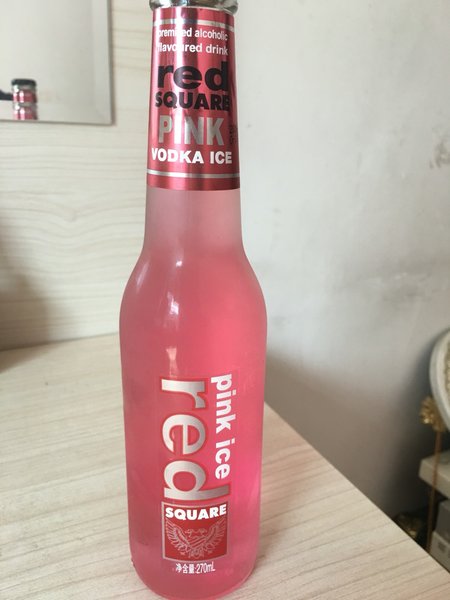 premixed alcoholic
flavoured drink
red
SQUARE
PINK
VODKA ICE
pink ice
red
SQUARE
净含量:270mL